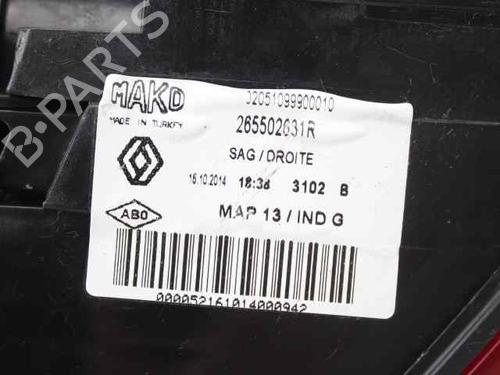 MAKO
32051099900010
MADE IN TURKEY
265502631R
SAG / DROITE
16.10.2014 18:38 3102 B
ABO
MAP 13 / IND G
000052161014000942
B-PARTS